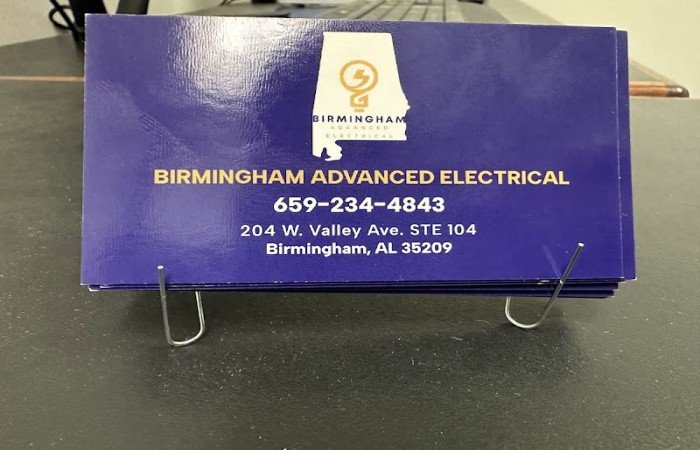 BIRMINGHAM
ADVANCED
ELECTRICAL
BIRMINGHAM ADVANCED ELECTRICAL
659-234-4843
204 W. Valley Ave. STE 104
Birmingham, AL 35209